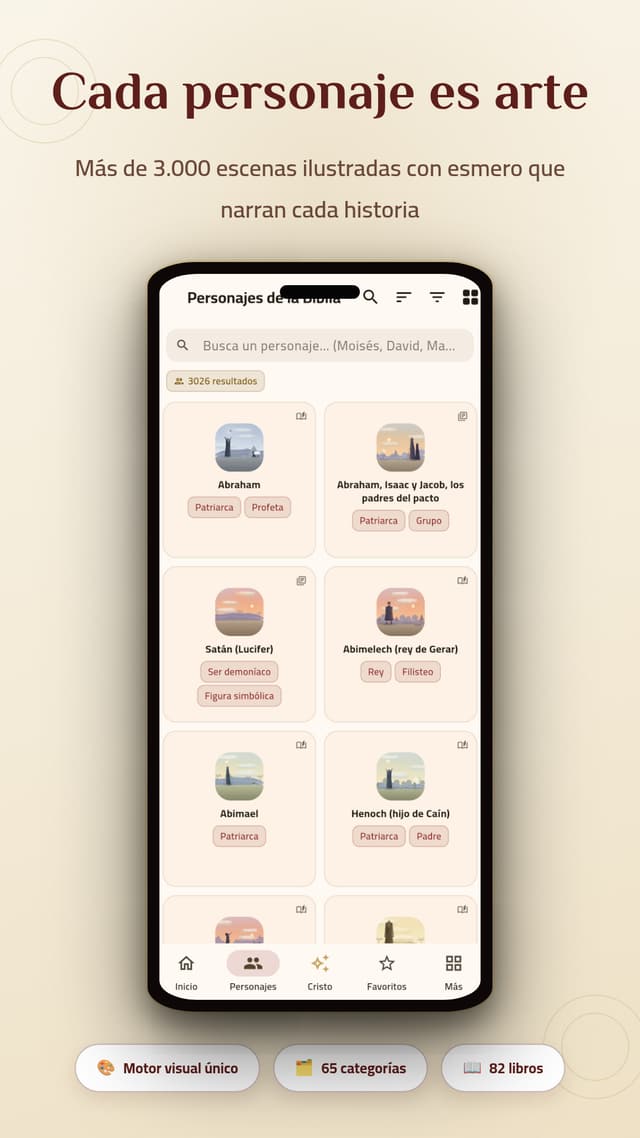 Cada personaje es arte
Más de 3.000 escenas ilustradas con esmero que
narran cada historia
Personajes de la Biblia
Busca un personaje... (Moisés, David, Ma...
3026 resultados
Abraham
Patriarca Profeta
Abraham, Isaac y Jacob, los
padres del pacto
Patriarca Grupo
Satán (Lucifer)
Ser demoníaco
Figura simbólica
Abimelech (rey de Gerar)
Rey Filisteo
Abimael
Patriarca
Henoch (hijo de Caín)
Patriarca Padre
Inicio Personajes Cristo Favoritos Más
Motor visual único 65 categorías 82 libros